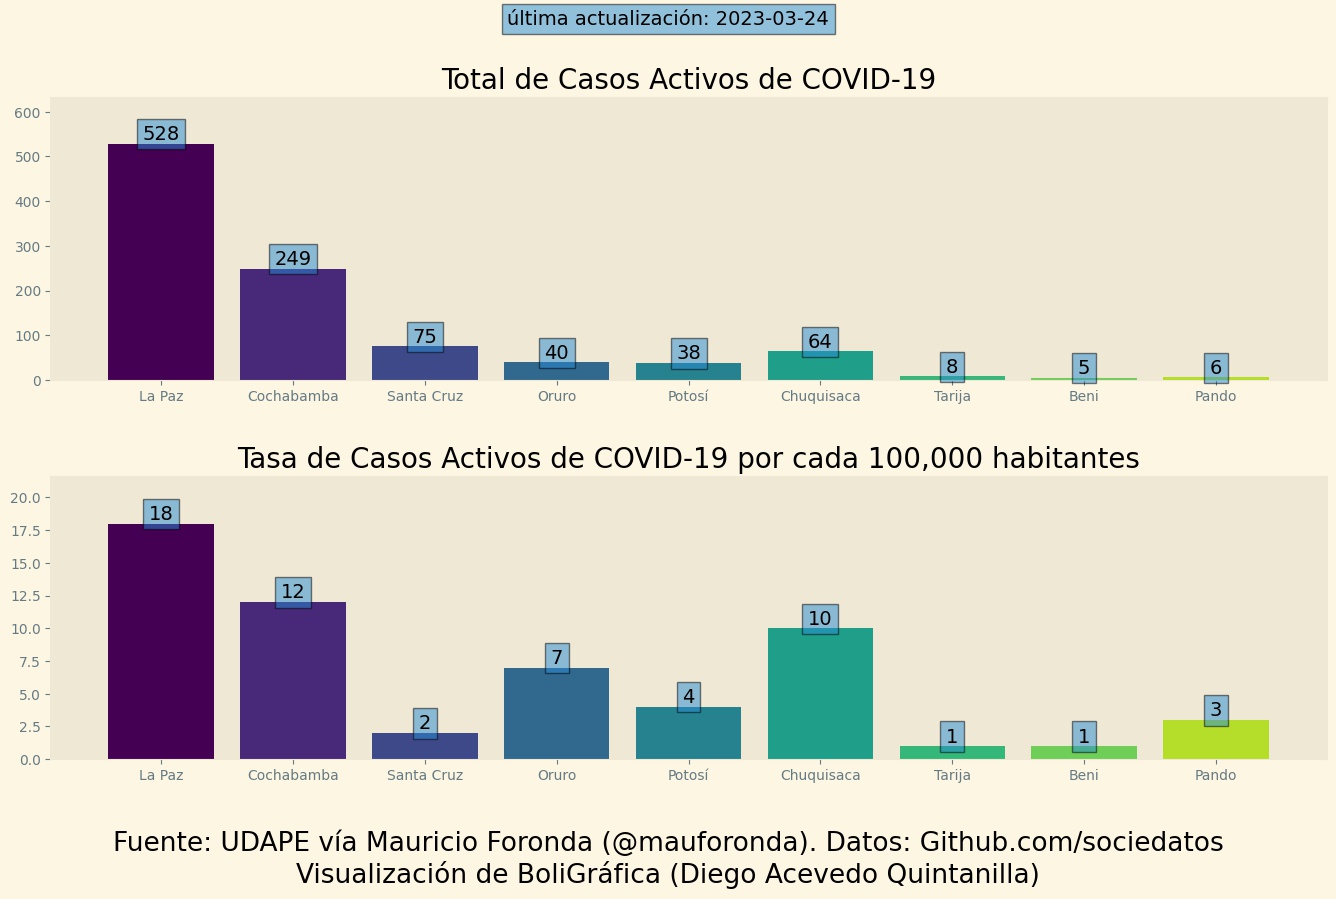 última actualización: 2023-03-24
Total de Casos Activos de COVID-19
600
500
400
300
200
100
0
528
249
75
40
38
64
8
5
6
La Paz
Cochabamba
Santa Cruz
Oruro
Potosí
Chuquisaca
Tarija
Beni
Pando
Tasa de Casos Activos de COVID-19 por cada 100,000 habitantes
20.0
17.5
15.0
12.5
10.0
7.5
5.0
2.5
0.0
18
12
2
7
4
10
1
1
3
La Paz
Cochabamba
Santa Cruz
Oruro
Potosí
Chuquisaca
Tarija
Beni
Pando
Fuente: UDAPE vía Mauricio Foronda (@mauforonda). Datos: Github.com/sociedatos
Visualización de BoliGráfica (Diego Acevedo Quintanilla)